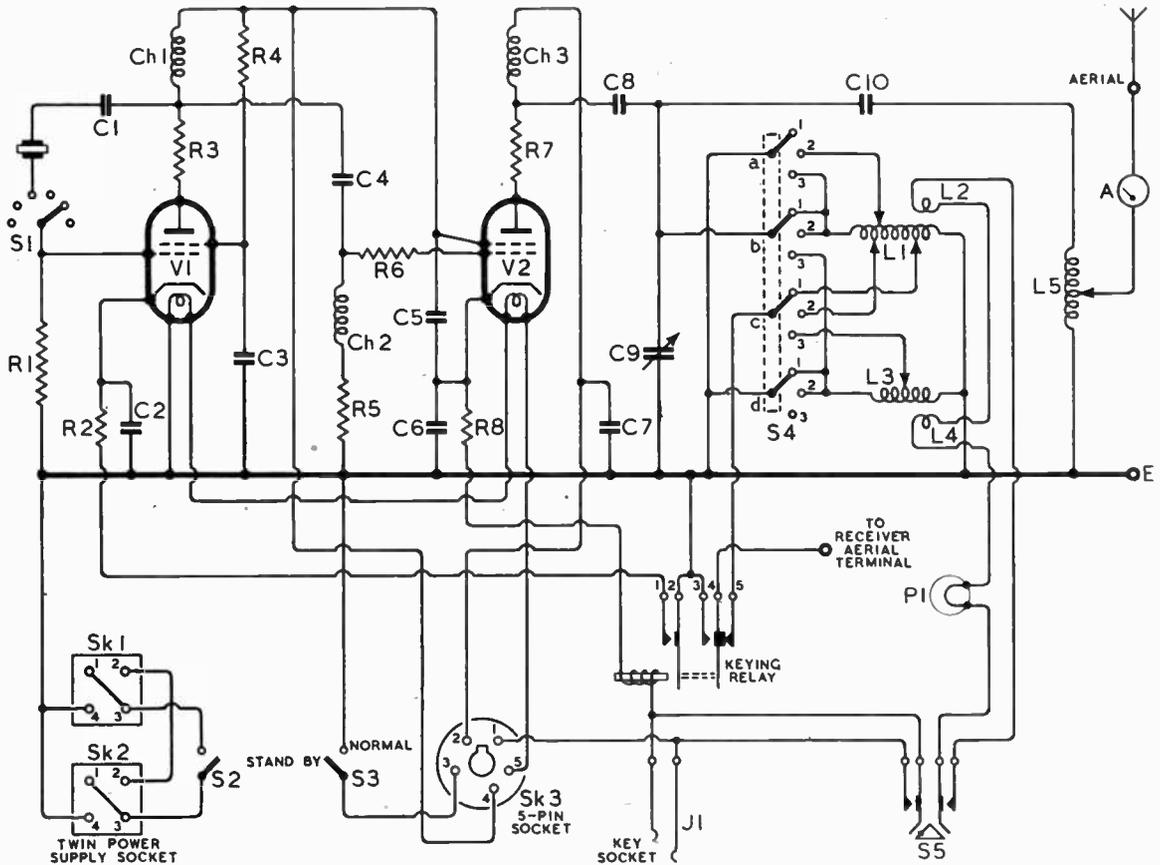 Ch1
R4
Ch3
C8
C10
AERIAL
C1
R3
R7
A
C4
S1
V1
R6
V2
a
b
c
d
1
2
3
1
2
3
1
2
3
1
2
3
S4
L2
L1
L5
R1
C3
C5
Ch2
C9
L3
L4
R2
C2
R5
C6
R8
C7
E
TO
RECEIVER
AERIAL
TERMINAL
1 2 3 4 5
P1
KEYING
RELAY
Sk1
1 2
4 3
Sk2
1 2
4 3
S2
TWIN POWER
SUPPLY SOCKET
NORMAL
STAND BY
S3
2 1
3 5
4
Sk3
5-PIN
SOCKET
KEY
SOCKET
J1
S5